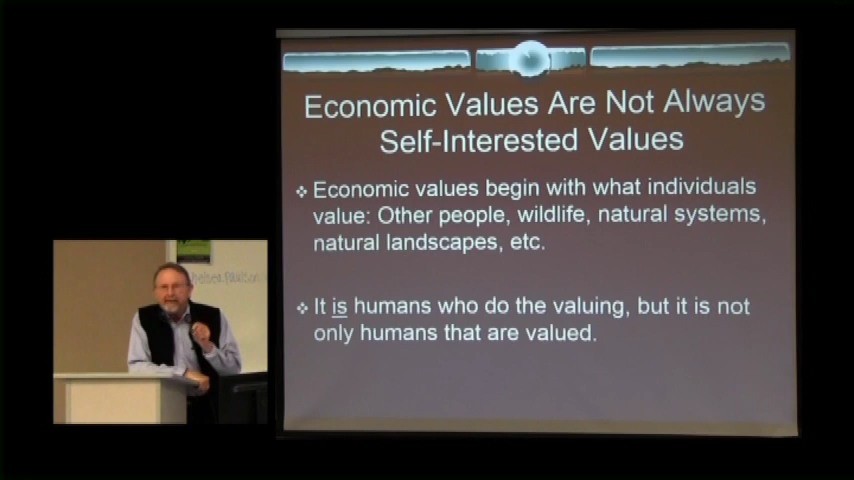 Economic Values Are Not Always
Self-Interested Values
Economic values begin with what individuals
value: Other people, wildlife, natural systems,
natural landscapes, etc.
It is humans who do the valuing, but it is not
only humans that are valued.